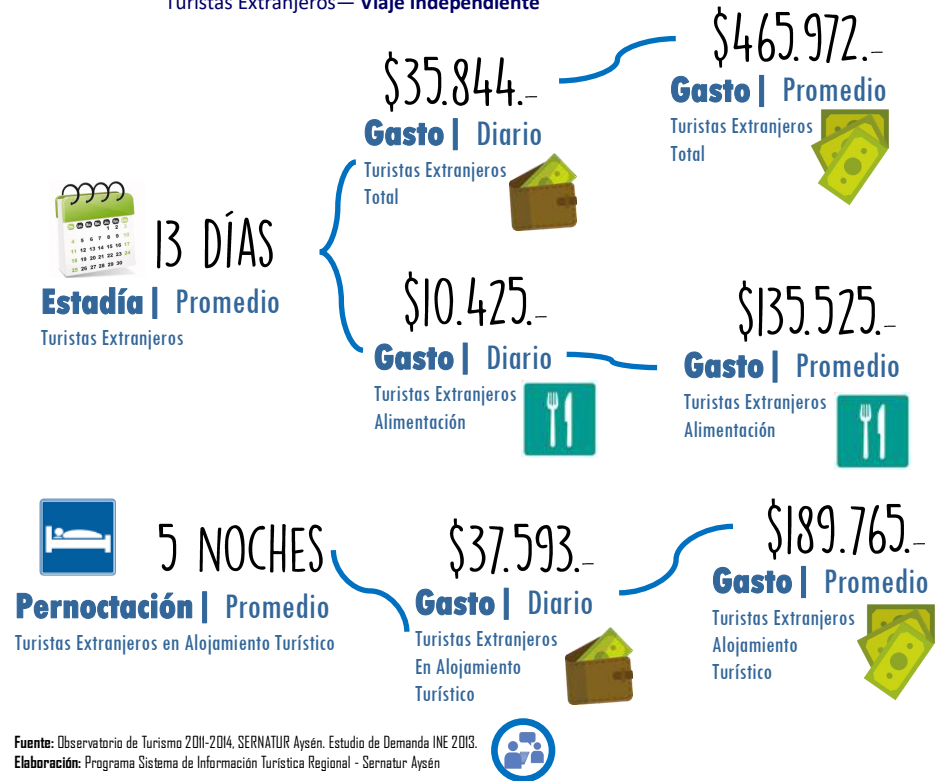 Turistas Extranjeros— Viaje Independiente
$35.844.-
Gasto| Diario
Turistas Extranjeros
Total
$465.972.-
Gasto| Promedio
Turistas Extranjeros
Total
13 DÍAS
Estadía| Promedio
Turistas Extranjeros
$10.425.-
Gasto| Diario
Turistas Extranjeros
Alimentación
$135.525.-
Gasto| Promedio
Turistas Extranjeros
Alimentación
5 NOCHES
Pernoctación| Promedio
Turistas Extranjeros en Alojamiento Turístico
$37.593.-
Gasto| Diario
Turistas Extranjeros
En Alojamiento
Turístico
$189.765.-
Gasto| Promedio
Turistas Extranjeros
Alojamiento
Turístico
Fuente: Observatorio de Turismo 2011-2014, SERNATUR Aysén. Estudio de Demanda INE 2013.
Elaboración: Programa Sistema de Información Turística Regional - Sernatur Aysén